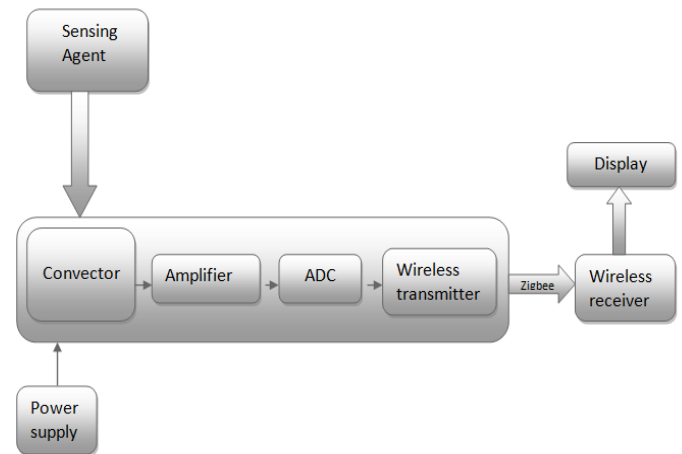 Sensing
Agent
Display
Convector
Amplifier
ADC
Wireless
transmitter
Zigbee
Wireless
receiver
Power
supply